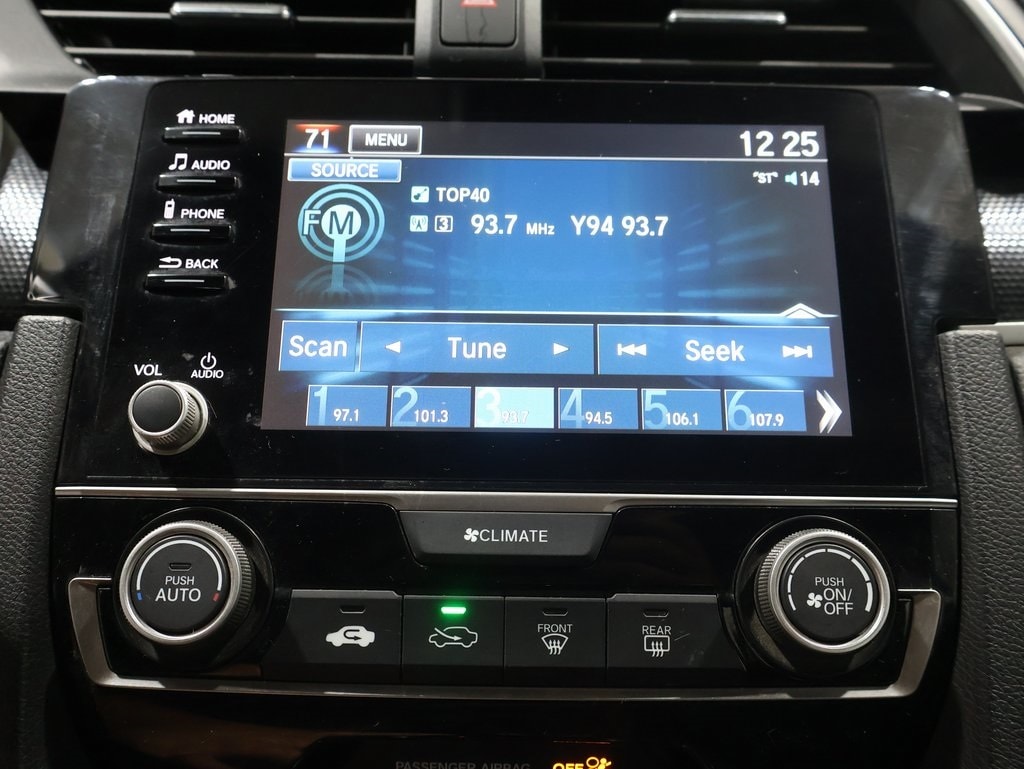 HOME
71 MENU 12 25
AUDIO
SOURCE "ST" 14
TOP40
PHONE
FM 3 93.7 MHz Y94 93.7
BACK
Scan Tune Seek
VOL AUDIO
1 97.1 2 101.3 3 93.7 4 94.5 5 106.1 6 107.9
CLIMATE
PUSH AUTO
PUSH ON/ OFF
FRONT REAR
PASSENGER AIRBAG OFF